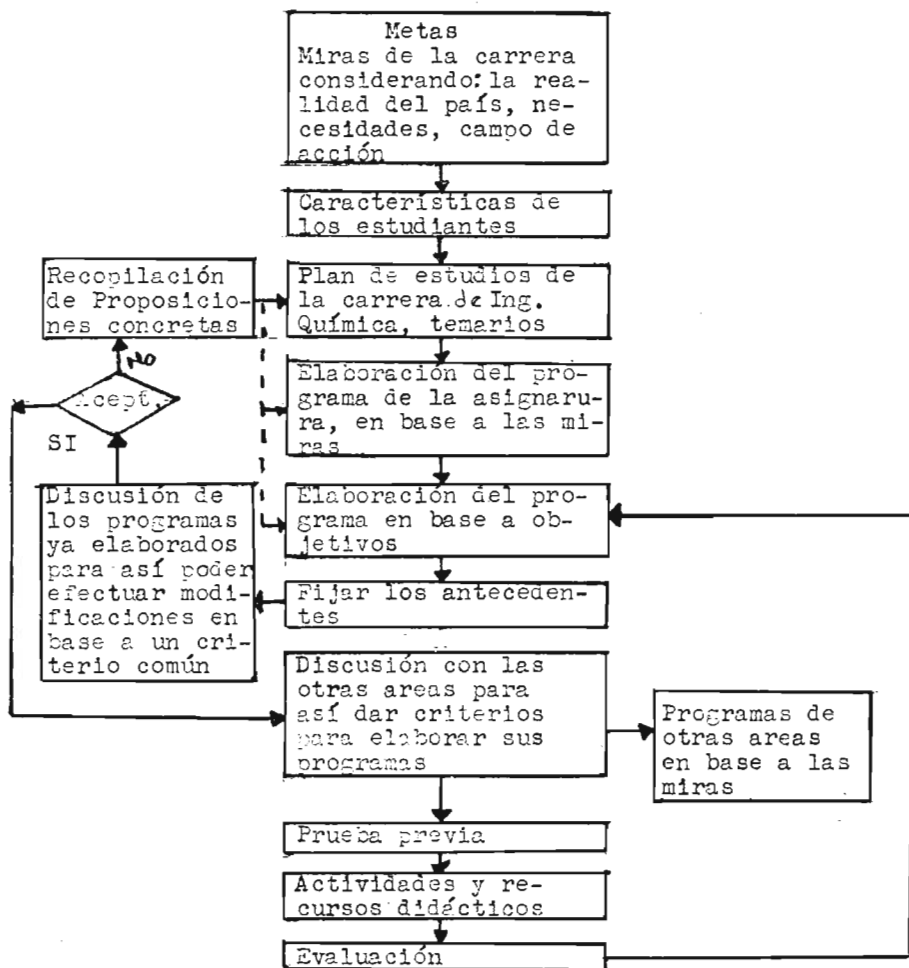 Metas
Miras de la carrera
considerando: la rea-
lidad del país, ne-
cesidades, campo de
acción
Características de
los estudiantes
Recopilación
de Proposicio-
nes concretas
Plan de estudios de
la carrera de Ing.
Química, temarios
No
Acept.
SI
Elaboración del pro-
grama de la asignarura,
en base a las mi-
ras
Discusión de
los programas
ya elaborados
para así poder
efectuar modi-
ficaciones en
base a un cri-
terio común
Elaboración del pro-
grama en base a ob-
jetivos
Fijar los antecedentes
Discusión con las
otras areas para
así dar criterios
para elaborar sus
programas
Programas de
otras areas
en base a las
miras
Prueba previa
Actividades y re-
cursos didácticos
Evaluación